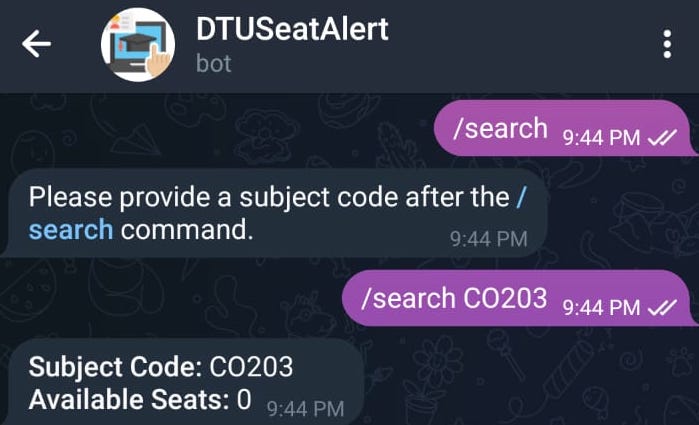 DTUSeatAlert
bot
/search 9:44 PM
Please provide a subject code after the /
search command. 9:44 PM
/search CO203 9:44 PM
Subject Code: CO203
Available Seats: 0 9:44 PM